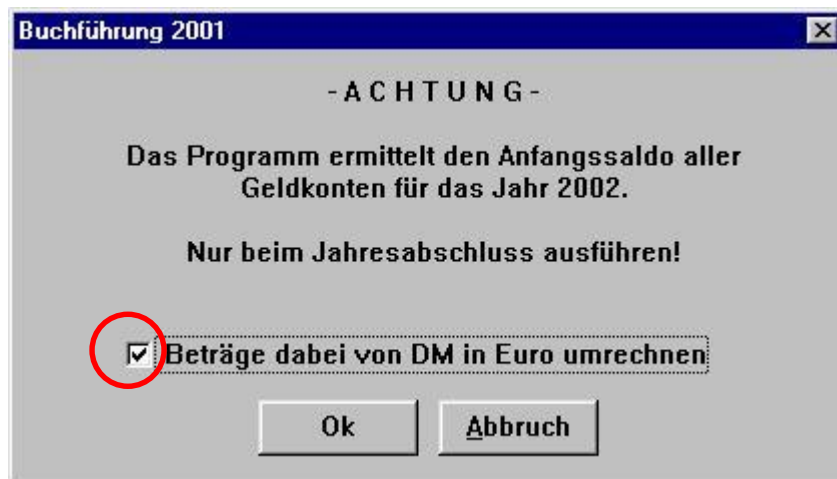 Buchführung 2001
- A C H T U N G -
Das Programm ermittelt den Anfangssaldo aller
Geldkonten für das Jahr 2002.
Nur beim Jahresabschluss ausführen!
Beträge dabei von DM in Euro umrechnen
Ok
Abbruch